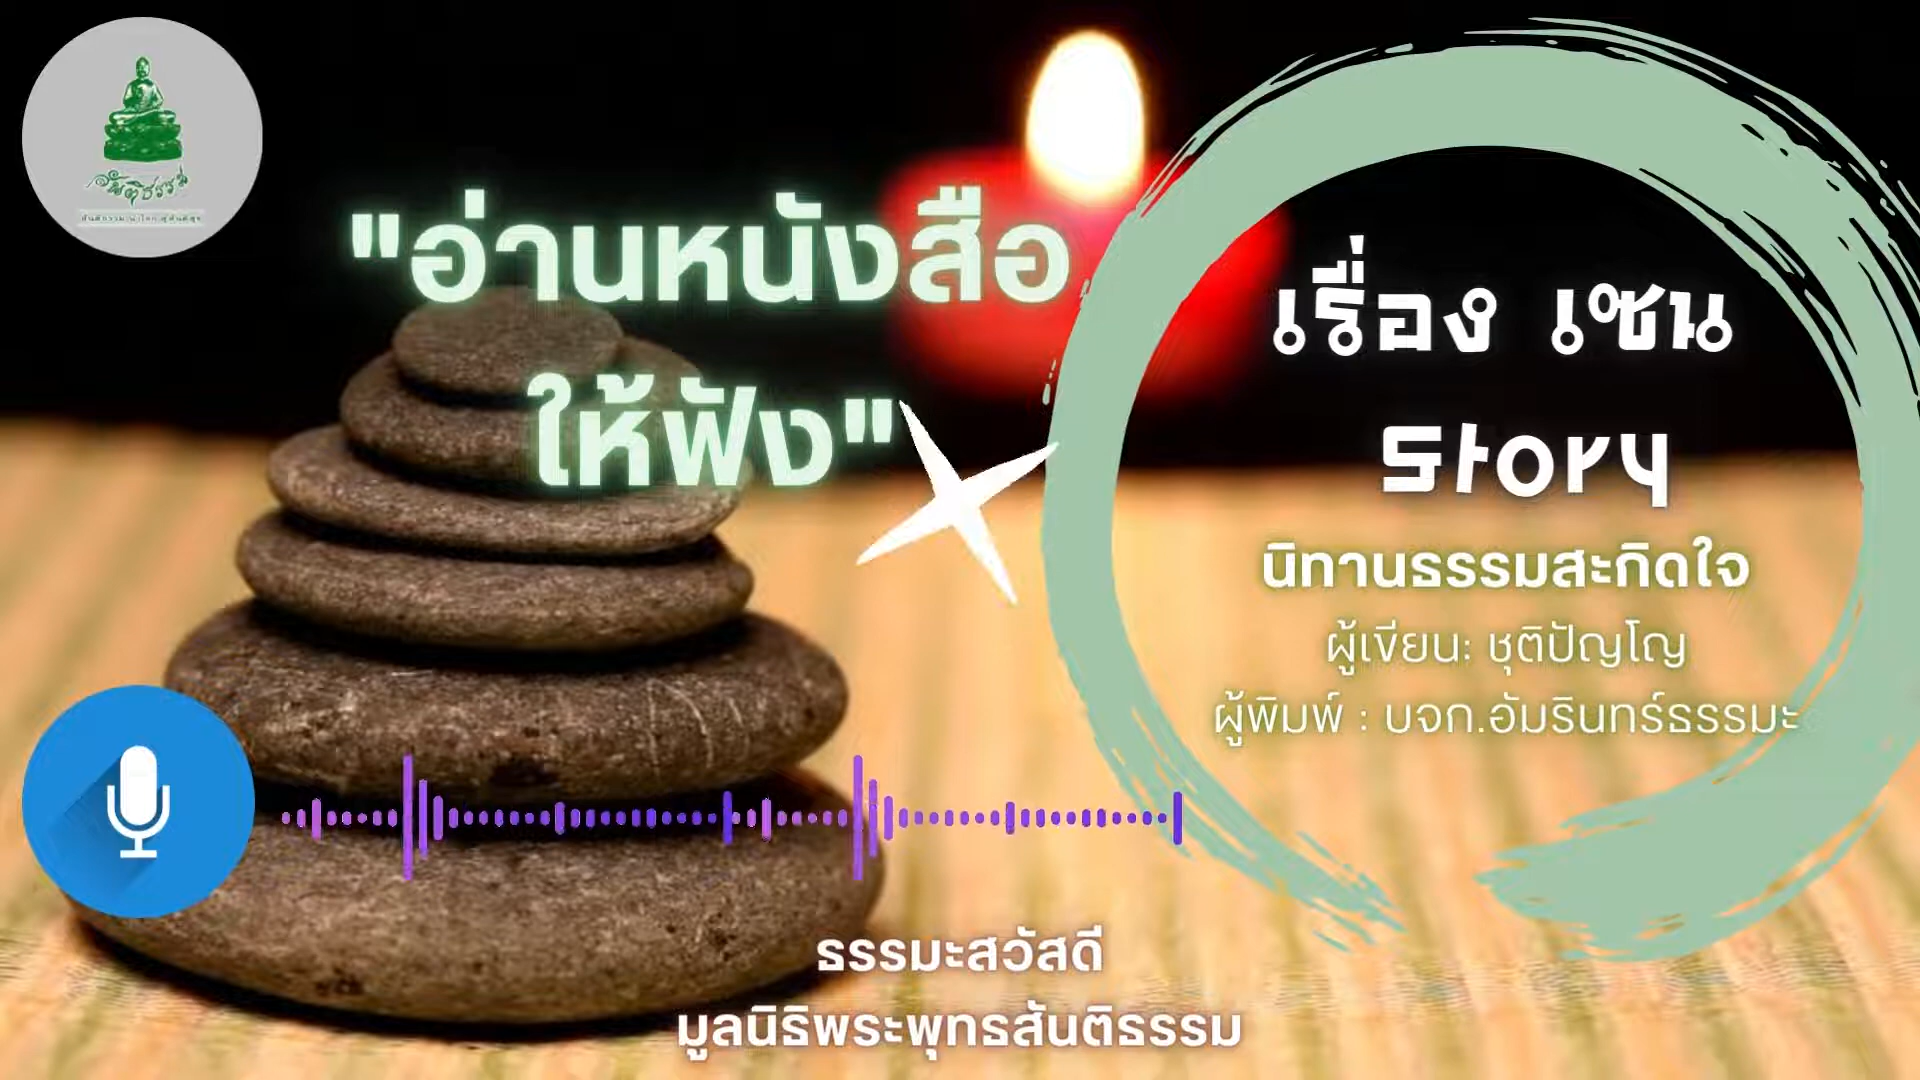 "อ่านหนังสือ
ให้ฟัง"
เรื่อง เซน
Story
นิทานธรรมสะกิดใจ
ผู้เขียน: ชุติปัญโญ
ผู้พิมพ์ : บจก.อัมรินทร์ธรรมะ
ธรรมะสวัสดี
มูลนิธิพระพุทธสันติธรรม